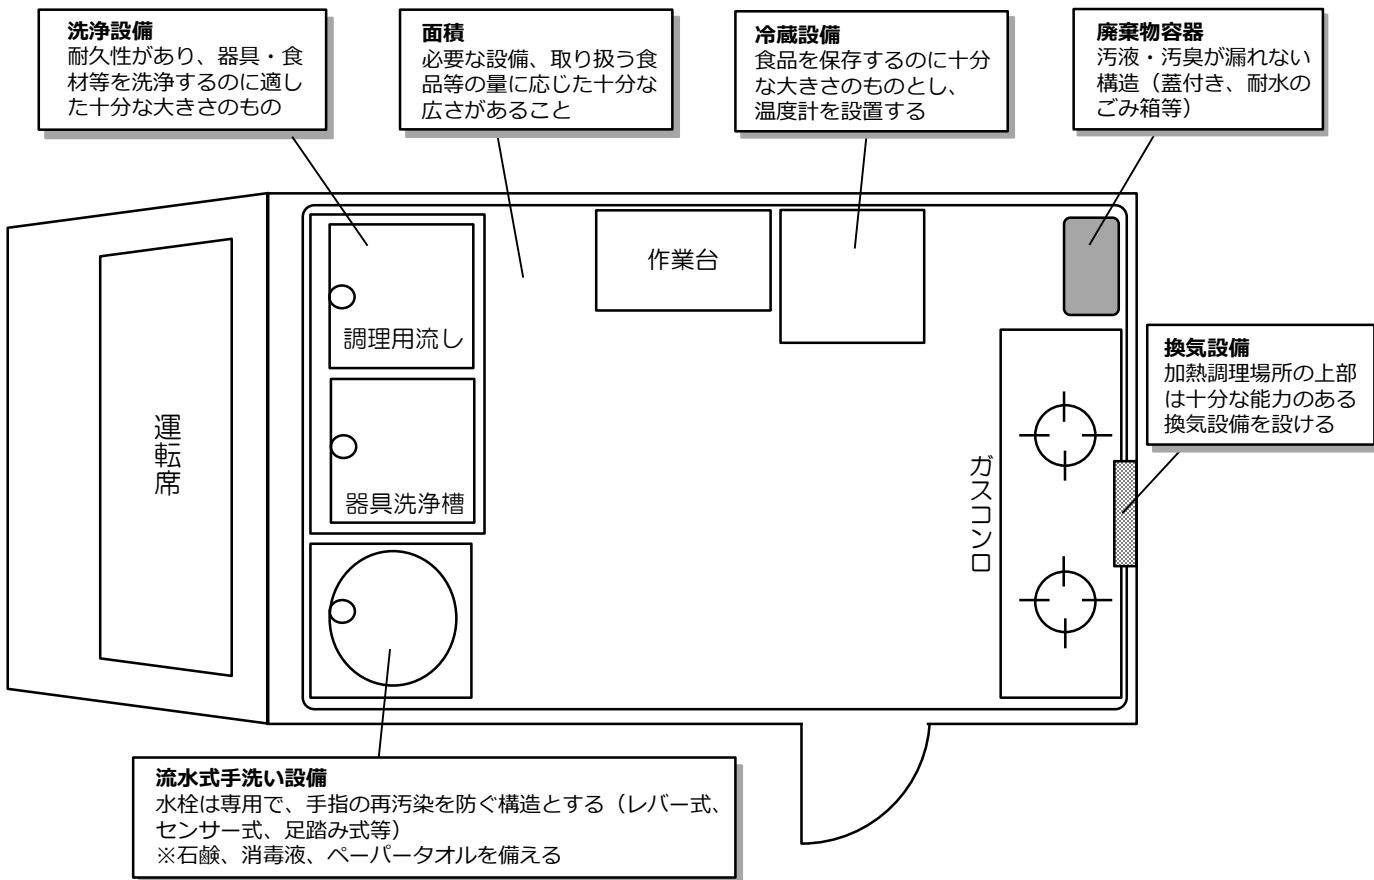 洗浄設備
耐久性があり、器具・食
材等を洗浄するのに適し
た十分な大きさのもの
面積
必要な設備、取り扱う食
品等の量に応じた十分な
広さがあること
冷蔵設備
食品を保存するのに十分
な大きさのものとし、
温度計を設置する
廃棄物容器
汚液・汚臭が漏れない
構造（蓋付き、耐水の
ごみ箱等）
作業台
調理用流し
換気設備
加熱調理場所の上部
は十分な能力のある
換気設備を設ける
運転席
器具洗浄槽
ガスコンロ
流水式手洗い設備
水栓は専用で、手指の再汚染を防ぐ構造とする（レバー式、
センサー式、足踏み式等）
※石鹸、消毒液、ペーパータオルを備える